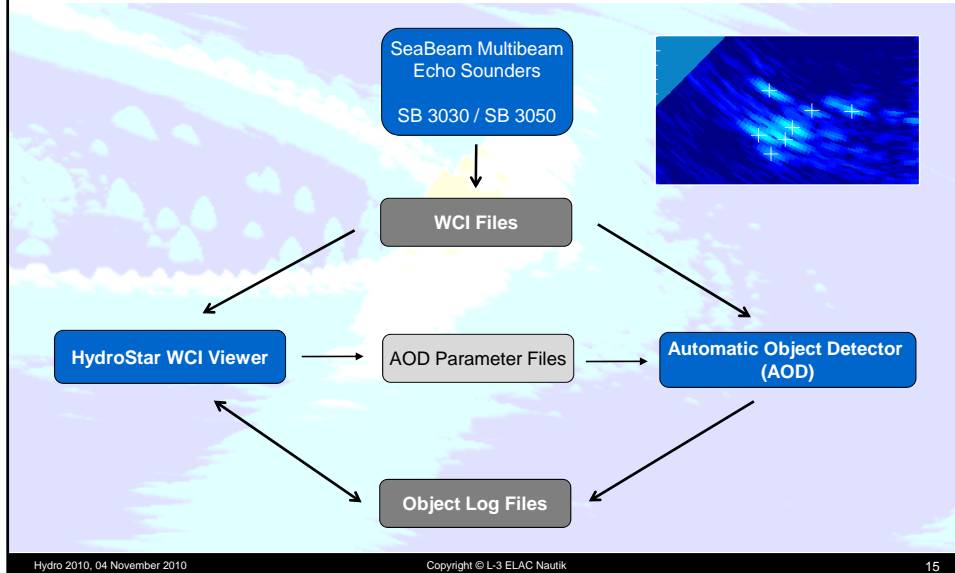 SeaBeam Multibeam
Echo Sounders
SB 3030 / SB 3050
WCI Files
HydroStar WCI Viewer
AOD Parameter Files
Automatic Object Detector
(AOD)
Object Log Files
Hydro 2010, 04 November 2010
Copyright © L-3 ELAC Nautik
15